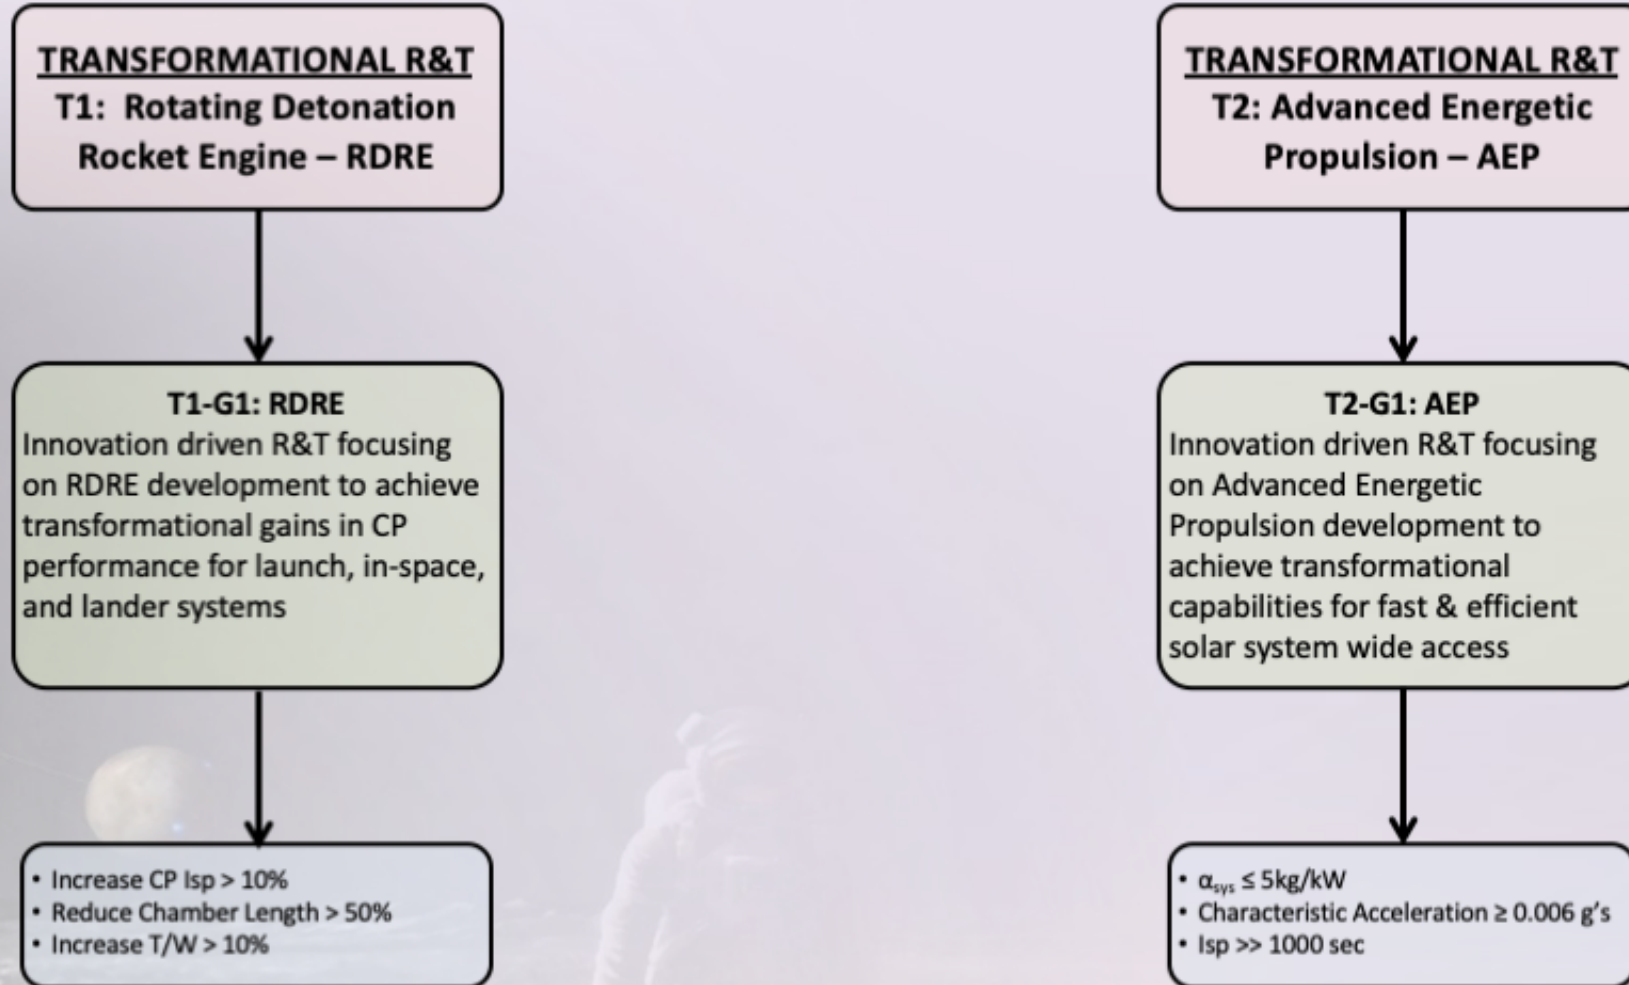 TRANSFORMATIONAL R&T
T1: Rotating Detonation
Rocket Engine – RDRE
T1-G1: RDRE
Innovation driven R&T focusing
on RDRE development to achieve
transformational gains in CP
performance for launch, in-space,
and lander systems
• Increase CP Isp > 10%
• Reduce Chamber Length > 50%
• Increase T/W > 10%
TRANSFORMATIONAL R&T
T2: Advanced Energetic
Propulsion – AEP
T2-G1: AEP
Innovation driven R&T focusing
on Advanced Energetic
Propulsion development to
achieve transformational
capabilities for fast & efficient
solar system wide access
• αsys ≤ 5kg/kW
• Characteristic Acceleration ≥ 0.006 g's
• Isp >> 1000 sec